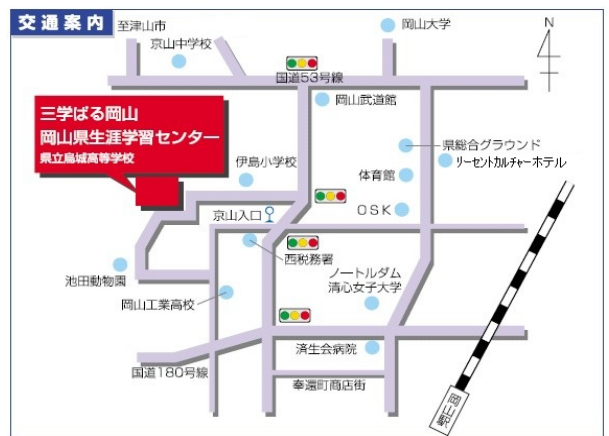 交通案内
至津山市
岡山大学
N
京山中学校
国道53号線
岡山武道館
三学ぱる岡山
岡山県生涯学習センター
県立烏城高等学校
県総合グラウンド
リーセントカルチャーホテル
伊島小学校
体育館
京山入口
OSK
西税務署
池田動物園
ノートルダム
清心女子大学
岡山工業高校
済生会病院
国道180号線
奉還町商店街
岡山駅